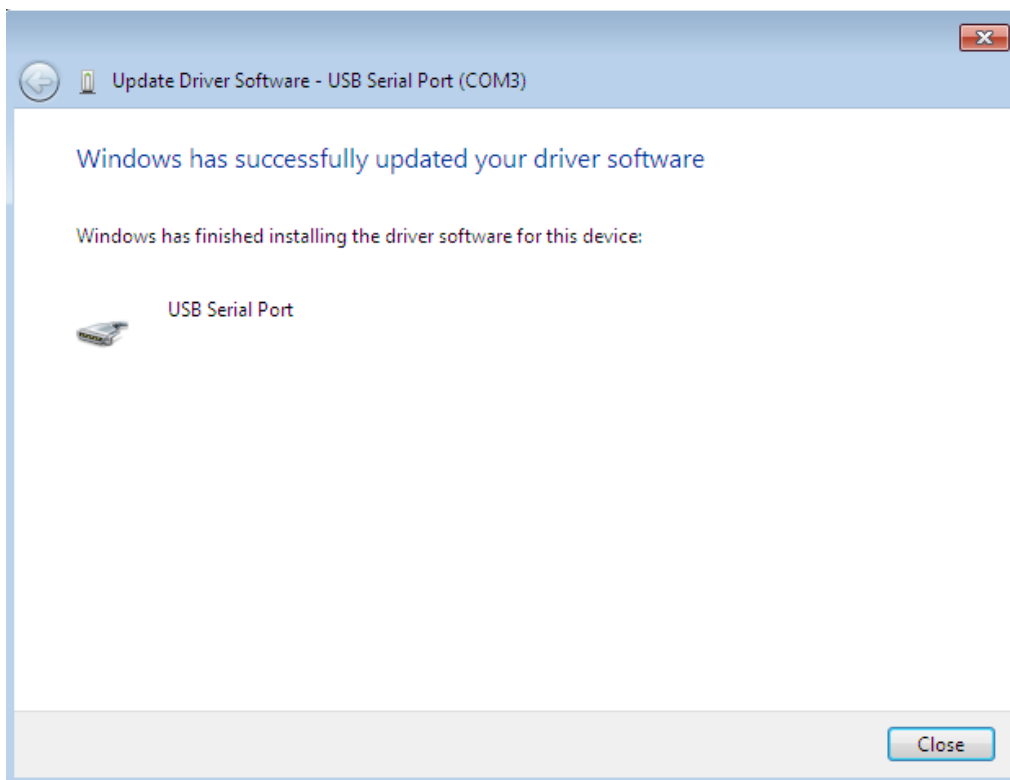 Update Driver Software - USB Serial Port (COM3)
Windows has successfully updated your driver software
Windows has finished installing the driver software for this device:
USB Serial Port
Close